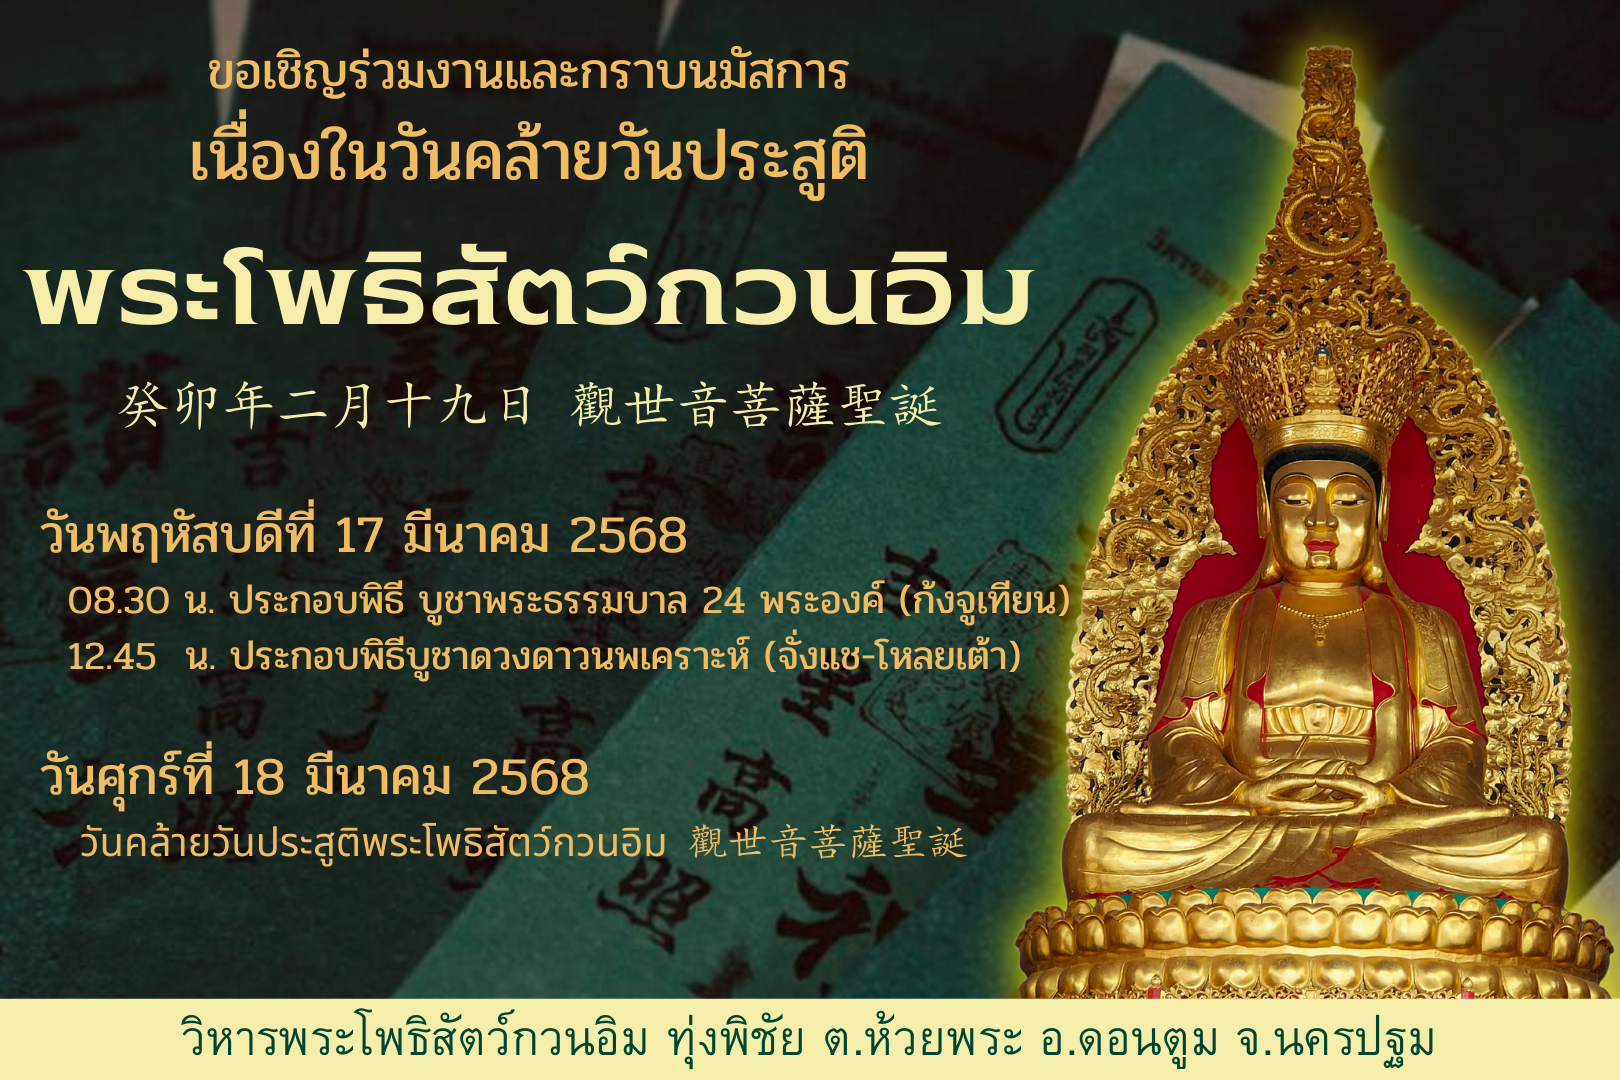 ขอเชิญร่วมงานและกราบนมัสการ
เนื่องในวันคล้ายวันประสูติ
พระโพธิสัตว์กวนอิม
癸卯年二月十九日 觀世音菩薩聖誕
วันพฤหัสบดีที่ 17 มีนาคม 2568
08.30 น. ประกอบพิธี บูชาพระธรรมบาล 24 พระองค์ (ก้งจูเทียน)
12.45 น. ประกอบพิธีบูชาดวงดาวนพเคราะห์ (จั่งแช-โหลยเต้า)
วันศุกร์ที่ 18 มีนาคม 2568
วันคล้ายวันประสูติพระโพธิสัตว์กวนอิม 觀世音菩薩聖誕
วิหารพระโพธิสัตว์กวนอิม ทุ่งพิชัย ต.ห้วยพระ อ.ดอนตูม จ.นครปฐม